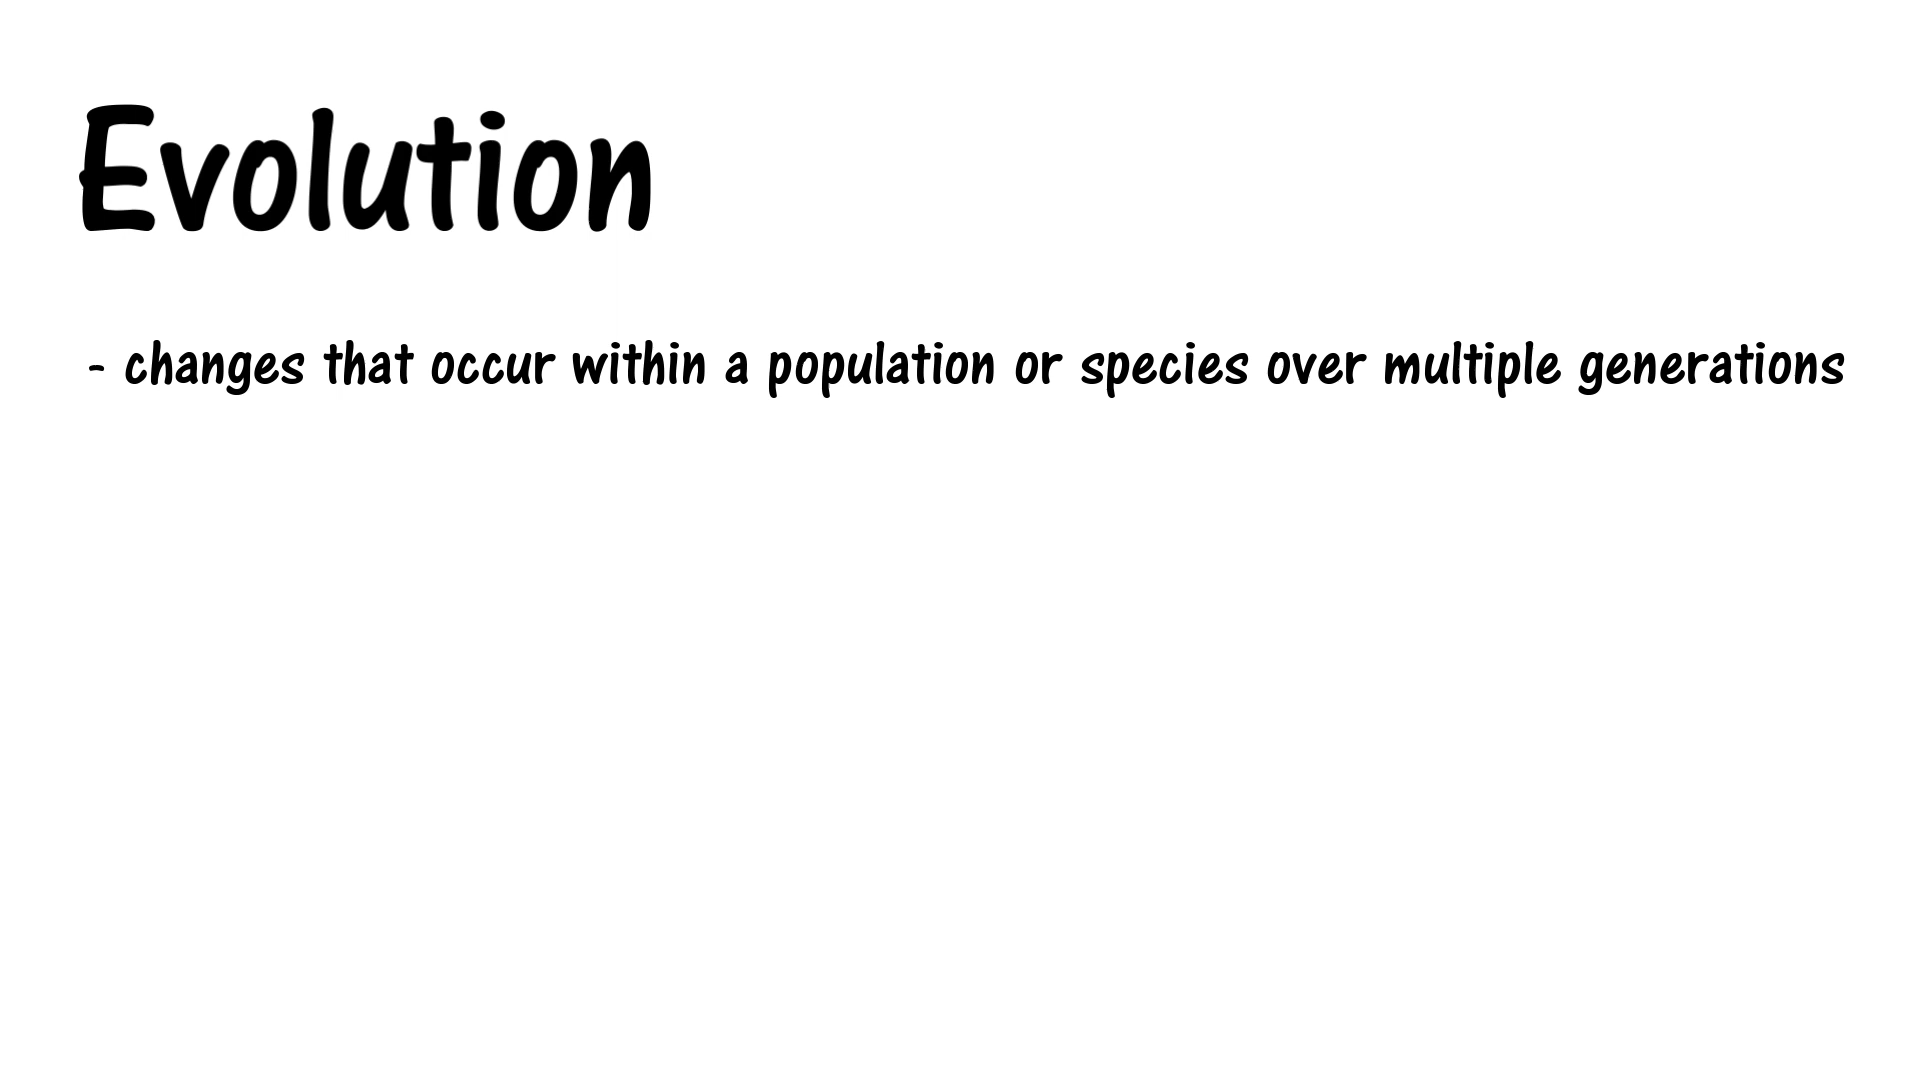 Evolution
- changes that occur within a population or species over multiple generations